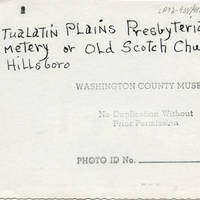 Tualatin Plains Presbyteria
metery or Old Scotch Chu
Hillsboro
WASHINGTON COUNTY MUSE
No Duplication Without
Prior Permission
PHOTO ID No.